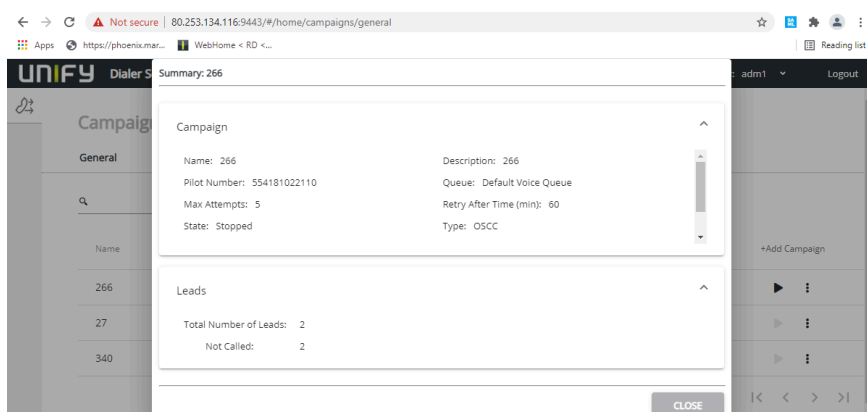 Not secure | 80.253.134.116:9443/#/home/campaigns/general
Apps https://phoenix.mar... WebHome < RD <... Reading list
UNIFY Dialer S Summary: 266 : adm1 Logout
Campaig
General
Campaign
Name: 266 Description: 266
Pilot Number: 554181022110 Queue: Default Voice Queue
Max Attempts: 5 Retry After Time (min): 60
State: Stopped Type: OSCC
Name +Add Campaign
266
27
340
Leads
Total Number of Leads: 2
Not Called: 2
CLOSE